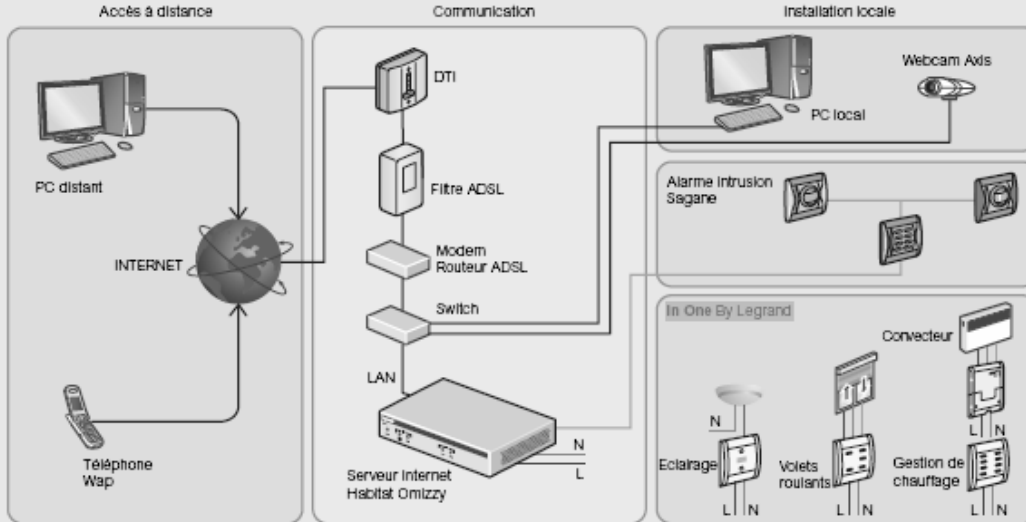 Accès à distance
Communication
Installation locale
PC distant
INTERNET
Téléphone
Wap
DTI
Filtre ADSL
Modem
Routeur ADSL
Switch
LAN
N
L
Serveur Internet
Habitat Omizzy
Webcam Axis
PC local
Alarme Intrusion
Sagane
In One By Legrand
Convecteur
N
L N
Eclairage
Volets
roulants
Gestion de
chauffage
L N
L N
L N